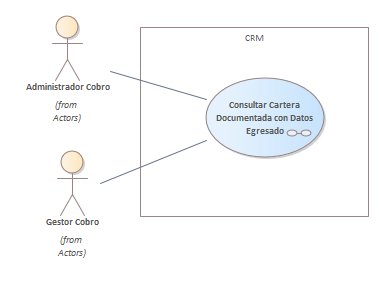 CRM
Administrador Cobro
(from
Actors)
Consultar Cartera
Documentada con Datos
Egresado
Gestor Cobro
(from
Actors)